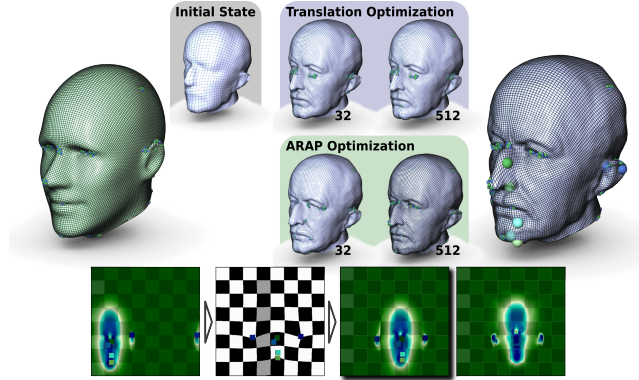 Initial State
Translation Optimization
32
512
ARAP Optimization
32
512